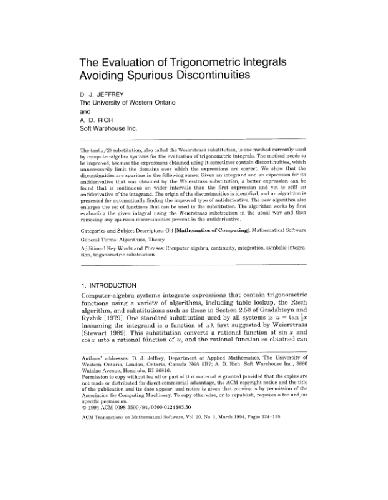 The Evaluation of Trigonometric Integrals
Avoiding Spurious Discontinuities
D. J. JEFFREY
The University of Western Ontario
and
A. D. RICH
Soft Warehouse Inc.
The tan(x/2) substitution, also called the Weierstrass substitution, is one method currently used
by computer-algebra systems for the evaluation of trigonometric integrals. The method needs to
be improved, because the expressions obtained using it sometimes contain discontinuities, which
unnecessarily limit the domains over which the expressions are correct. We show that the
discontinuities are spurious in the following sense: Given an integrand and an expression for its
antiderivative that was obtained by the Weierstrass substitution, a better expression can be
found that is continuous on wider intervals than the first expression and yet is still an
antiderivative of the integrand. The origin of the discontinuities is identified, and an algorithm is
presented for automatically finding the improved type of antiderivative. The new algorithm also
enlarges the set of functions that can be used in the substitution. The algorithm works by first
evaluating the given integral using the Weierstrass substitution in the usual way and then
removing any spurious discontinuities present in the antiderivative.
Categories and Subject Descriptors: G.4 [Mathematics of Computing]: Mathematical Software
General Terms: Algorithms, Theory
Additional Key Words and Phrases: Computer algebra, continuity, integration, symbolic integra-
tion, trigonometric substitution
1. INTRODUCTION
Computer-algebra systems integrate expressions that contain trigonometric
functions using a variety of algorithms, including table lookup, the Risch
algorithm, and substitutions such as those in Section 2.50 of Gradshteyn and
Ryzhik [1979]. One standard substitution used by all systems is u = tan ½x
(assuming the integrand is a function of x), first suggested by Weierstrass
[Stewart 1989]. This substitution converts a rational function of sin x and
cos x into a rational function of u, and the rational function so obtained can
Authors' addresses: D. J. Jeffrey, Department of Applied Mathematics, The University of
Western Ontario, London, Ontario, Canada N6A 5B7; A. D. Rich, Soft Warehouse Inc., 3660
Waialae Avenue, Honolulu, HI 96816.
Permission to copy without fee all or part of this material is granted provided that the copies are
not made or distributed for direct commercial advantage, the ACM copyright notice and the title
of the publication and its date appear, and notice is given that copying is by permission of the
Association for Computing Machinery. To copy otherwise, or to republish, requires a fee and/or
specific permission.
© 1994 ACM
ACM Transactions on Mathematical Software, Vol. 20, No. 1, March 1994, Pages